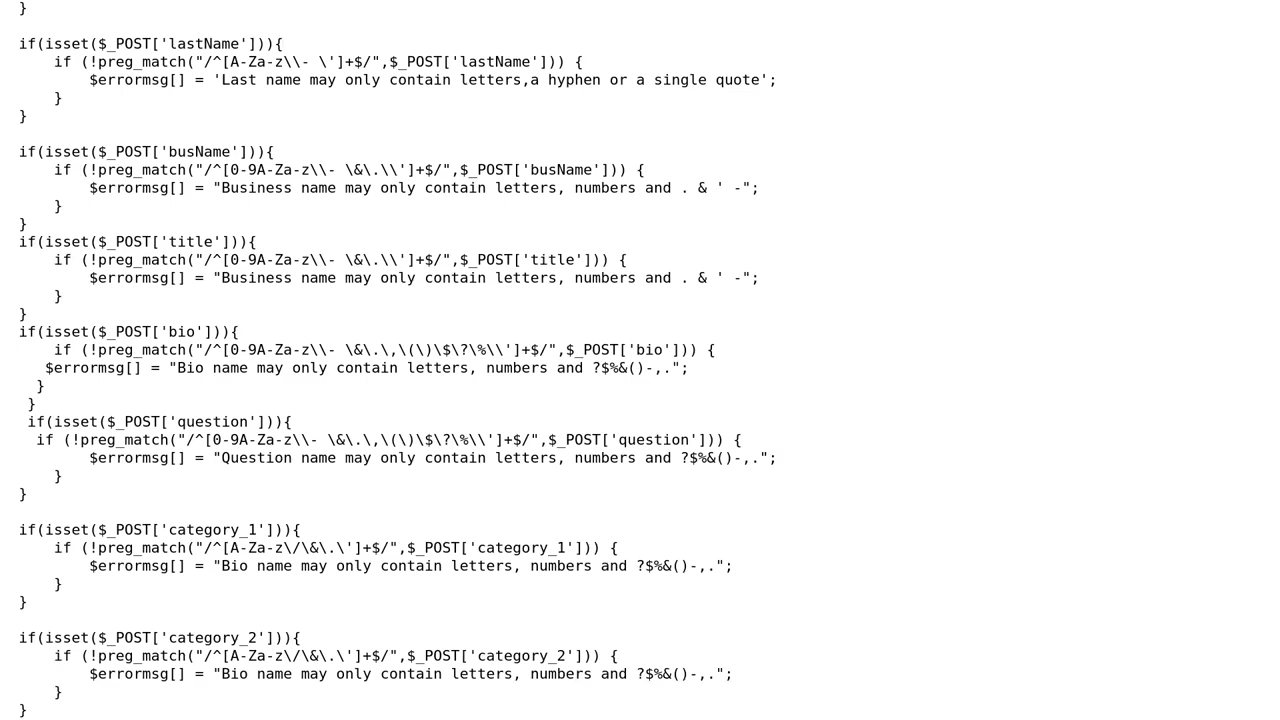 }
if(isset($_POST['lastName'])){
    if (!preg_match("/^[A-Za-z\\- \']+$/",$_POST['lastName'])) {
        $errormsg[] = 'Last name may only contain letters,a hyphen or a single quote';
    }
}
if(isset($_POST['busName'])){
    if (!preg_match("/^[0-9A-Za-z\\- \&\.\\']+$/",$_POST['busName'])) {
        $errormsg[] = "Business name may only contain letters, numbers and . & ' -";
    }
}
if(isset($_POST['title'])){
    if (!preg_match("/^[0-9A-Za-z\\- \&\.\\']+$/",$_POST['title'])) {
        $errormsg[] = "Business name may only contain letters, numbers and . & ' -";
    }
}
if(isset($_POST['bio'])){
    if (!preg_match("/^[0-9A-Za-z\\- \&\.\,\(\)\$\?\%\\']+$/",$_POST['bio'])) {
   $errormsg[] = "Bio name may only contain letters, numbers and ?$%&()-,.";
  }
 }
 if(isset($_POST['question'])){
  if (!preg_match("/^[0-9A-Za-z\\- \&\.\,\(\)\$\?\%\\']+$/",$_POST['question'])) {
        $errormsg[] = "Question name may only contain letters, numbers and ?$%&()-,.";
    }
}
if(isset($_POST['category_1'])){
    if (!preg_match("/^[A-Za-z\/\&\.\']+$/",$_POST['category_1'])) {
        $errormsg[] = "Bio name may only contain letters, numbers and ?$%&()-,.";
    }
}
if(isset($_POST['category_2'])){
    if (!preg_match("/^[A-Za-z\/\&\.\']+$/",$_POST['category_2'])) {
        $errormsg[] = "Bio name may only contain letters, numbers and ?$%&()-,.";
    }
}